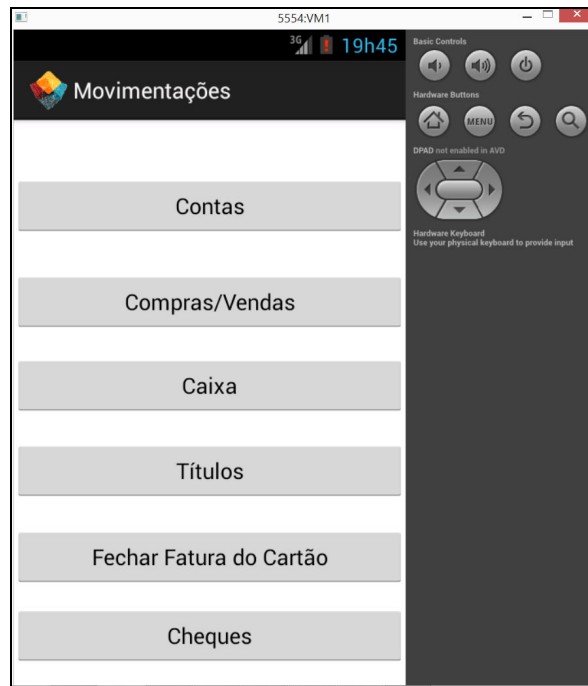 5554:VM1
3G
19h45
Movimentações
Contas
Compras/Vendas
Caixa
Títulos
Fechar Fatura do Cartão
Cheques
Basic Controls
Hardware Buttons
MENU
DPAD not enabled in AVD
Hardware Keyboard
Use your physical keyboard to provide input